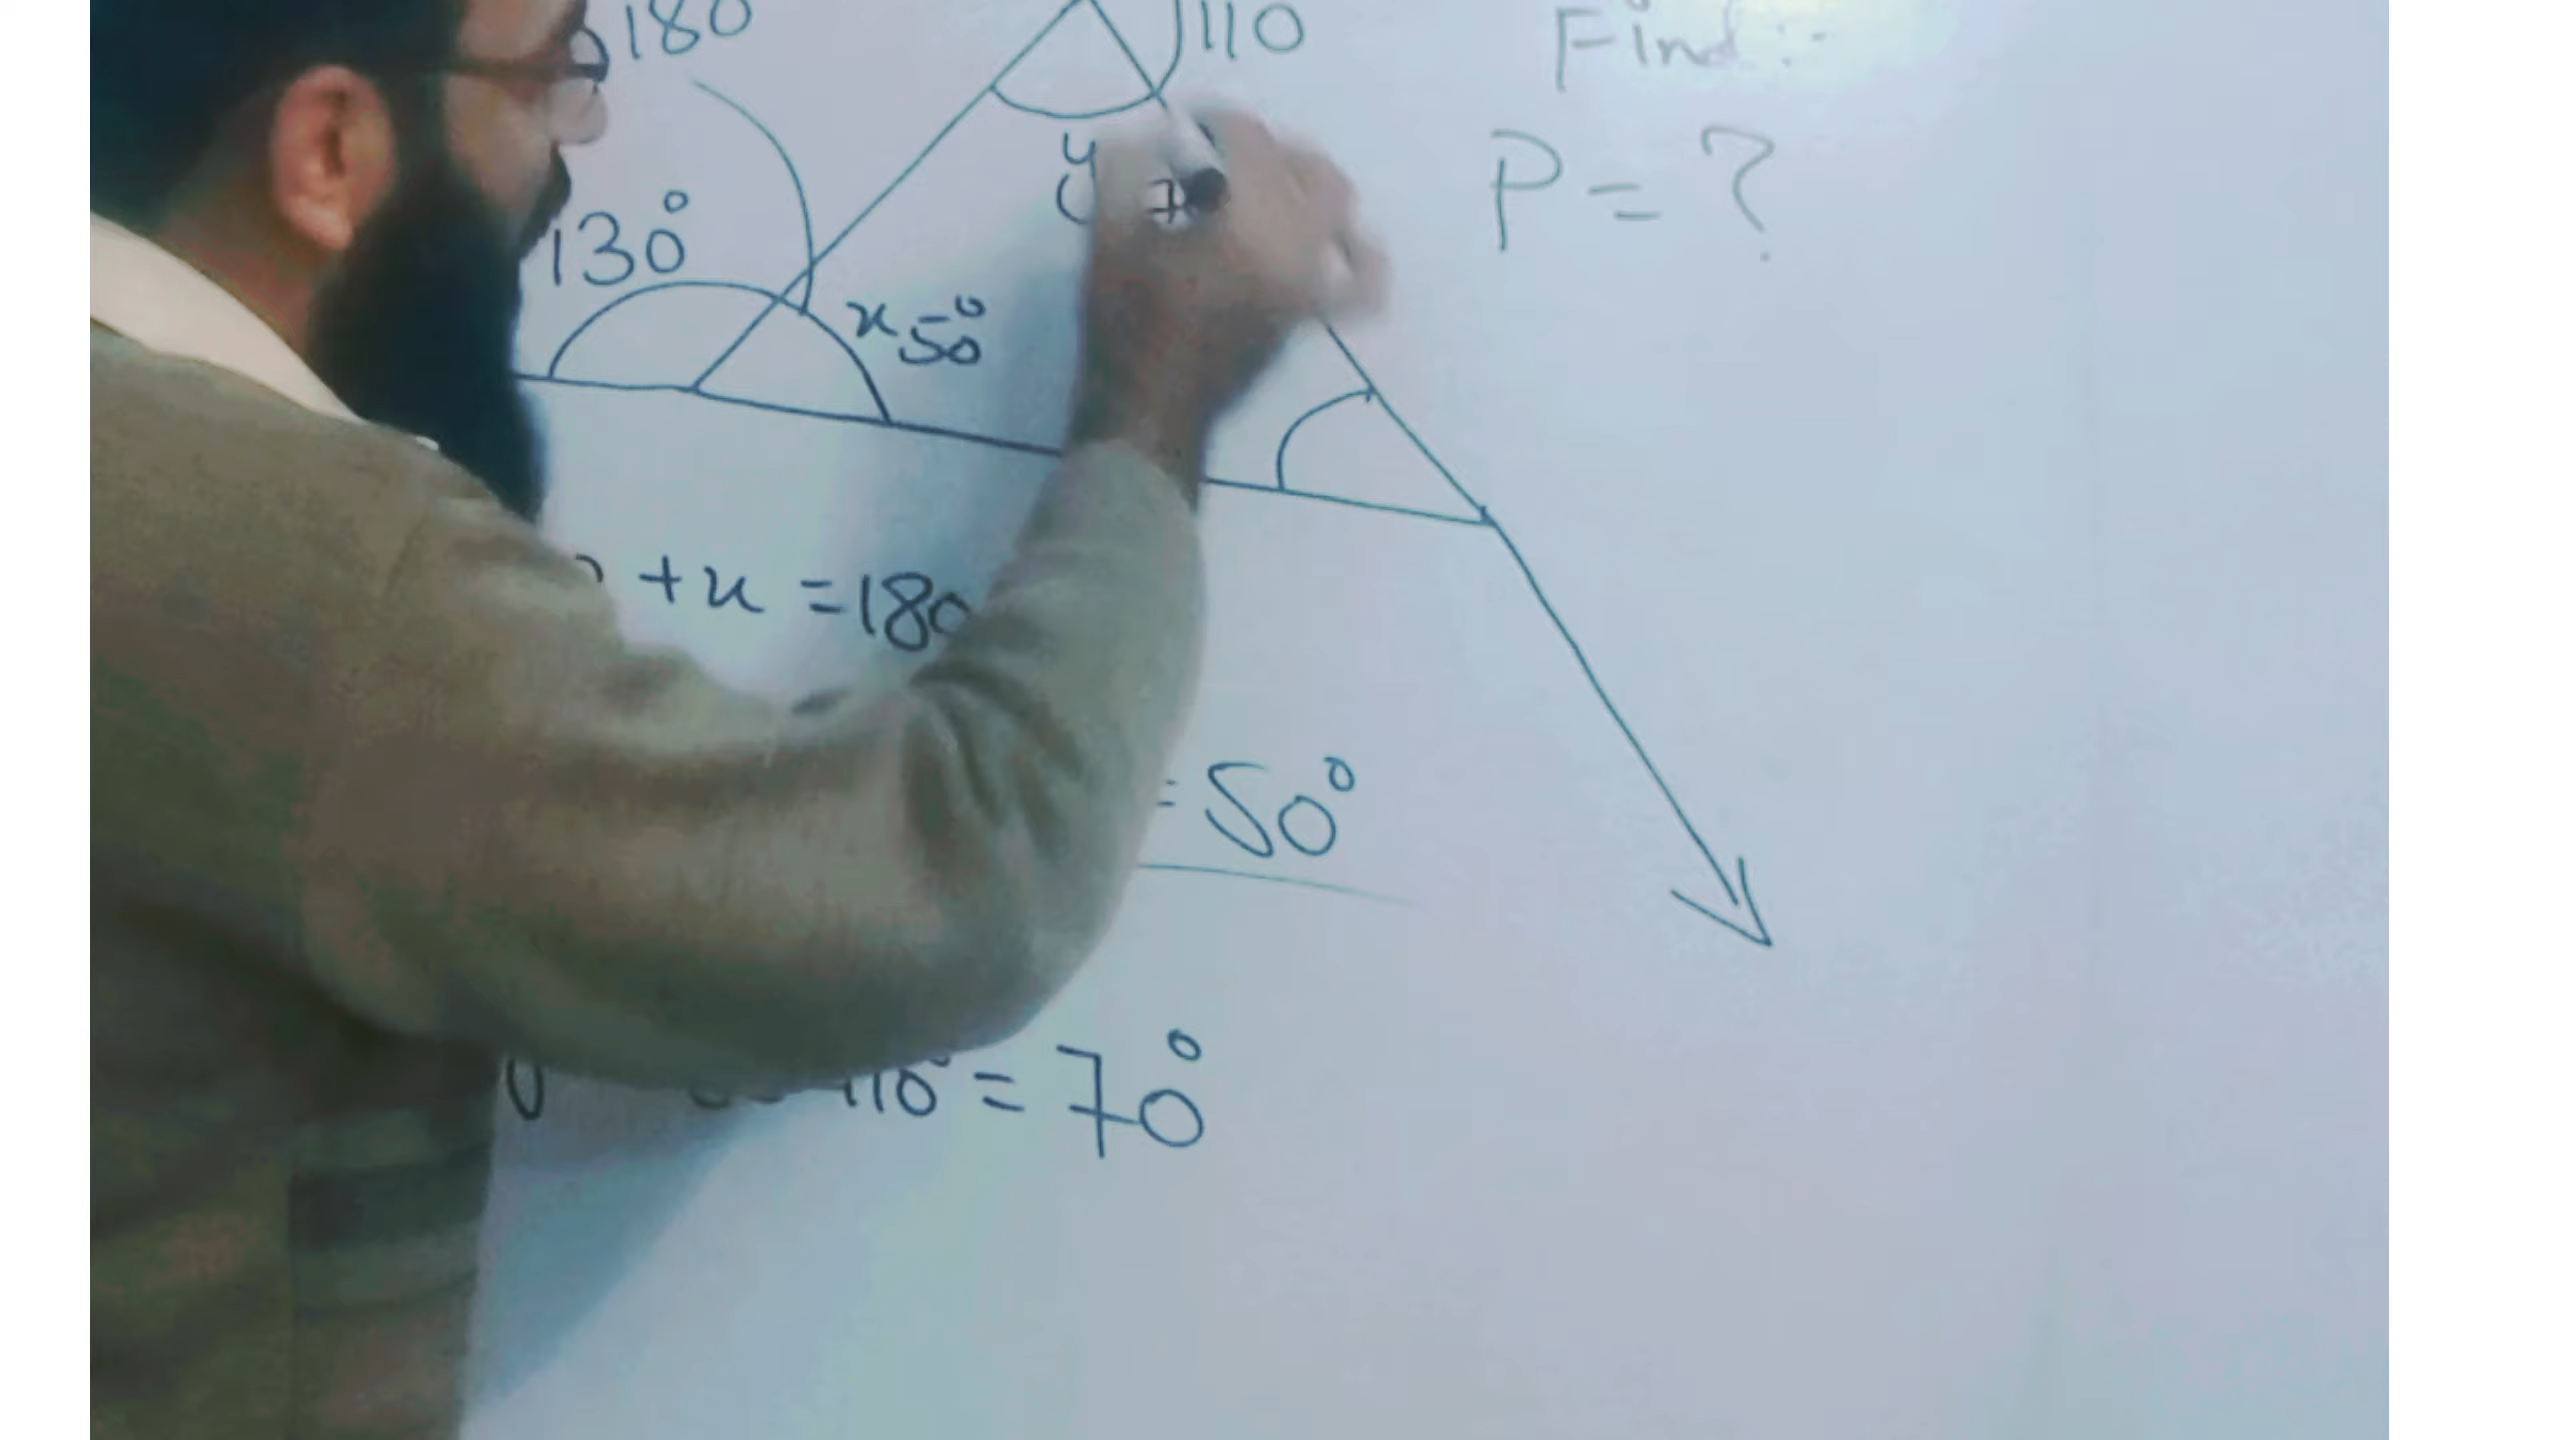 180
110
Find :-
P = ?
130°
y
x 50°
+ x = 180
= 50°
110° = 70°